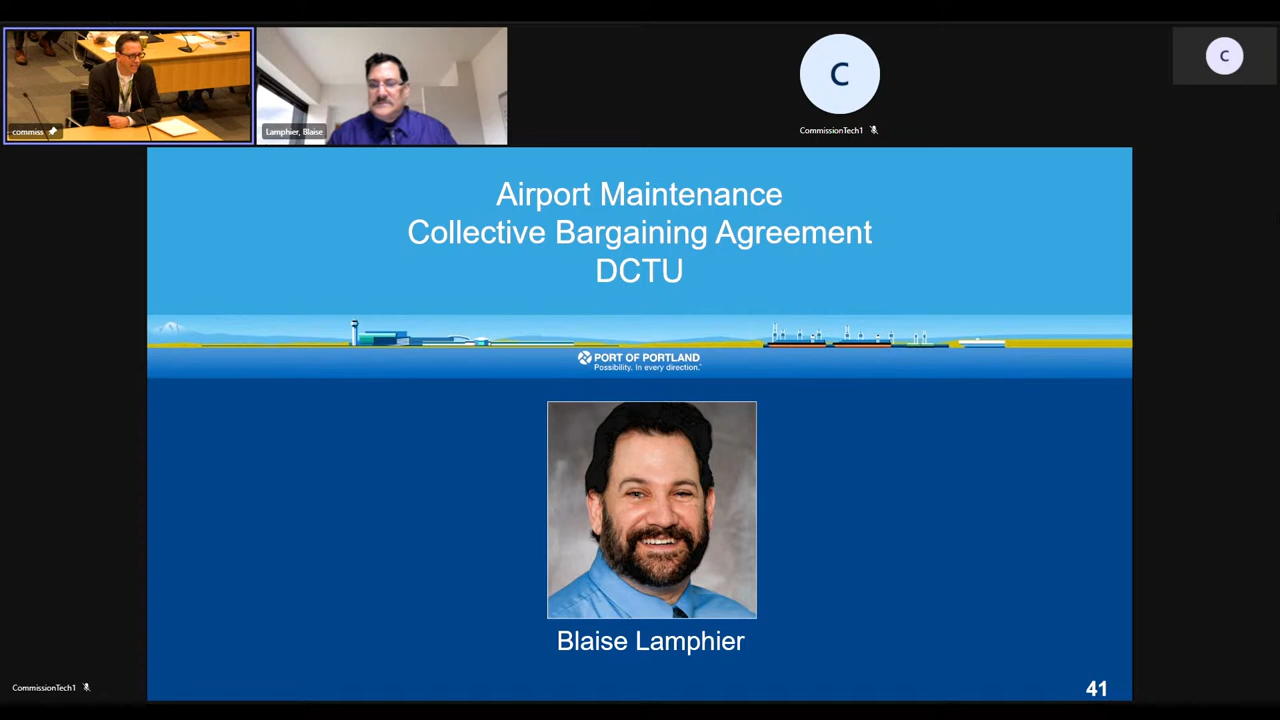 commiss
Lamphier, Blaise
C
CommissionTech1
C
Airport Maintenance
Collective Bargaining Agreement
DCTU
PORT OF PORTLAND
Possibility. In every direction.™
Blaise Lamphier
CommissionTech1
41